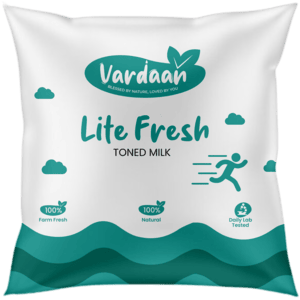 Vardaan
BLESSED BY NATURE, LOVED BY YOU
Lite Fresh
TONED MILK
100%
Farm Fresh
100%
Natural
Daily Lab
Tested